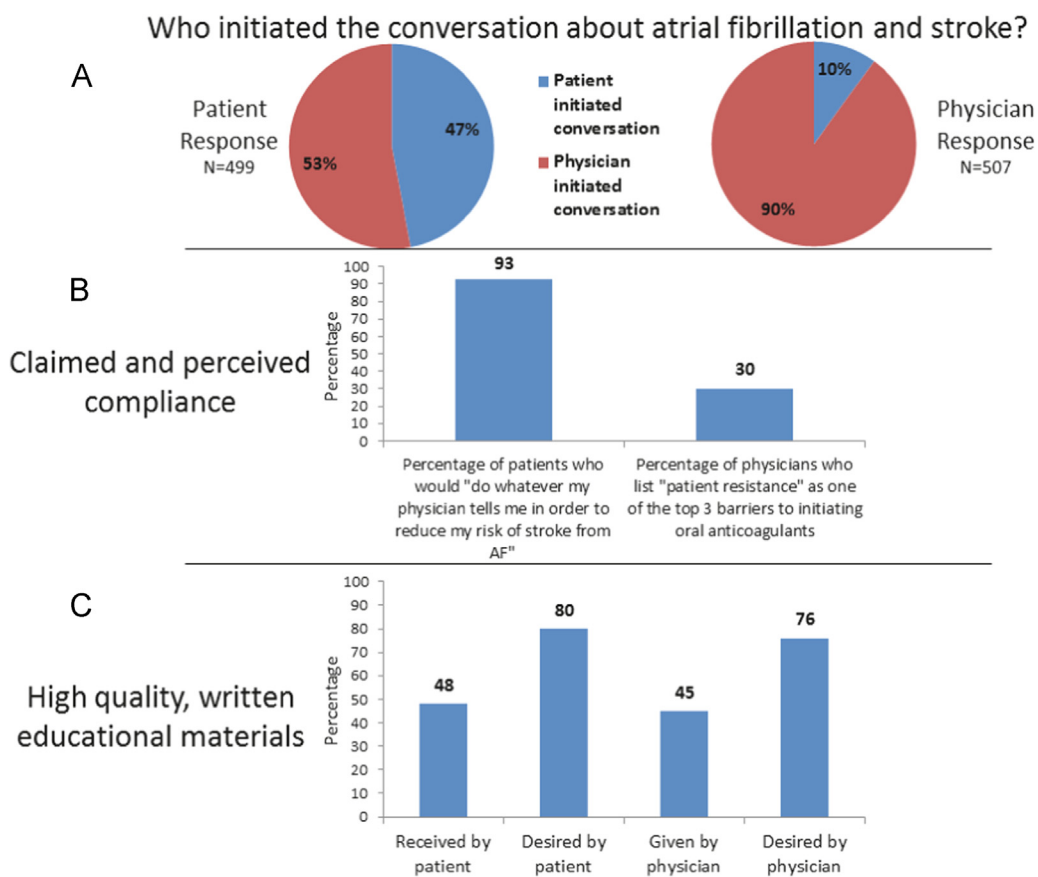 Who initiated the conversation about atrial fibrillation and stroke?
A
Patient
Response
N=499
53%
47%
Patient
initiated
conversation
Physician
initiated
conversation
10%
90%
Physician
Response
N=507
B
Claimed and perceived
compliance
Percentage
100
90
80
70
60
50
40
30
20
10
0
93
30
Percentage of patients who
would "do whatever my
physician tells me in order to
reduce my risk of stroke from
AF"
Percentage of physicians who
list "patient resistance" as one
of the top 3 barriers to initiating
oral anticoagulants
C
High quality, written
educational materials
Percentage
100
90
80
70
60
50
40
30
20
10
0
48
80
45
76
Received by
patient
Desired by
patient
Given by
physician
Desired by
physician